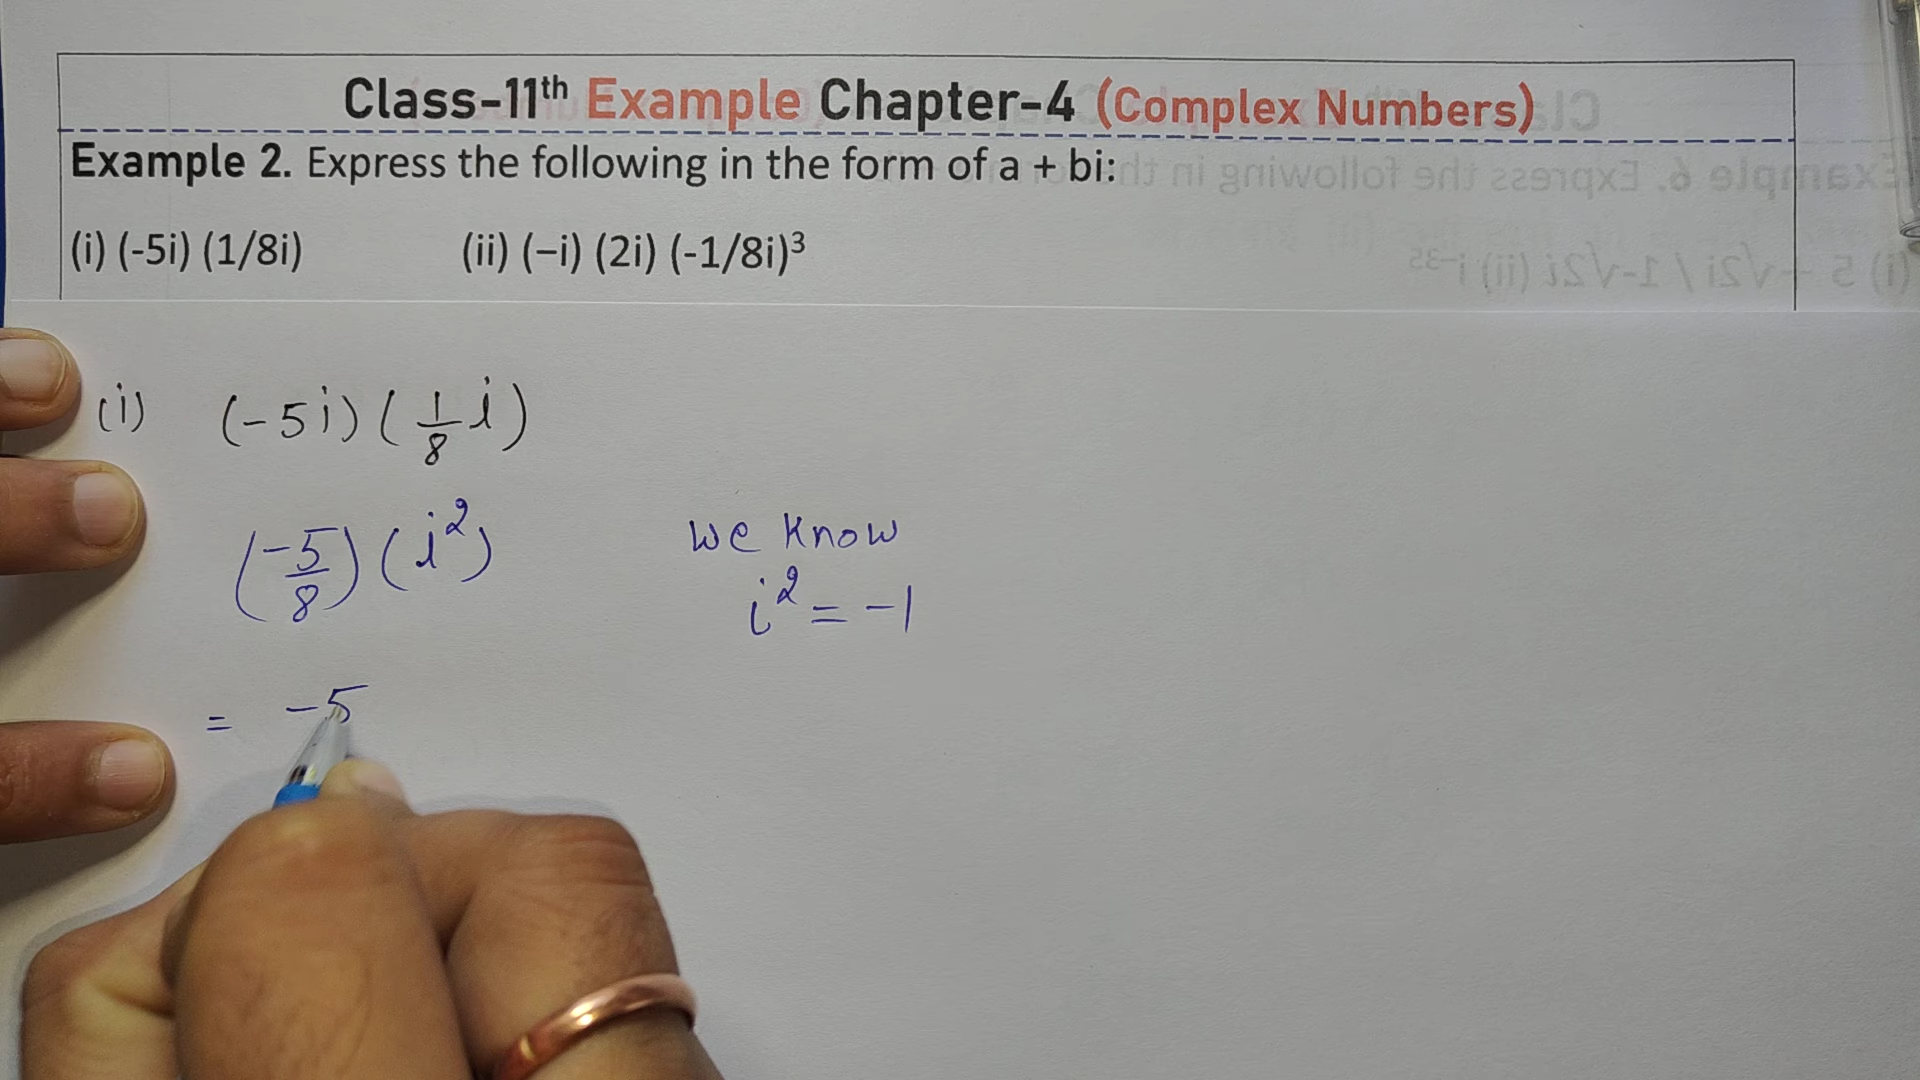 Class-11th Example Chapter-4 (Complex Numbers)
Example 2. Express the following in the form of a + bi:
(i) (-5i) (1/8i) (ii) (–i) (2i) (-1/8i)³
(i) (-5i) (1/8 i)
(-5/8) (i²) we know
i² = -1
= -5